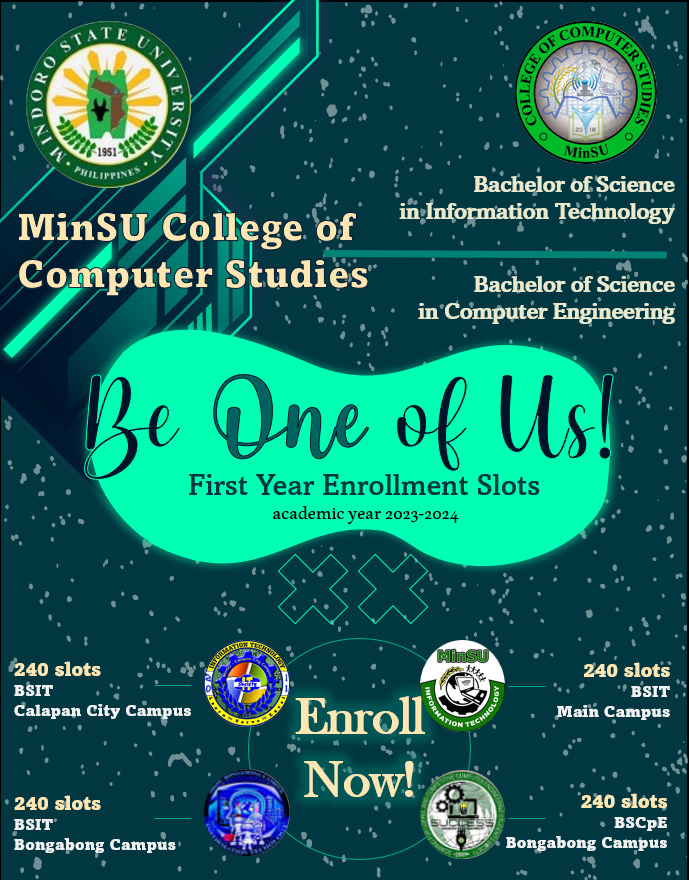 MINDORO STATE UNIVERSITY
1951
PHILIPPINES
COLLEGE OF COMPUTER STUDIES
2018
MinSU
Bachelor of Science
in Information Technology
MinSU College of
Computer Studies
Bachelor of Science
in Computer Engineering
Be One of Us!
First Year Enrollment Slots
academic year 2023-2024
240 slots
BSIT
Calapan City Campus
INFORMATION TECHNOLOGY
Society
MinSU
INFORMATION TECHNOLOGY
240 slots
BSIT
Main Campus
Enroll
Now!
240 slots
BSIT
Bongabong Campus
SUCCESS
240 slots
BSCpE
Bongabong Campus